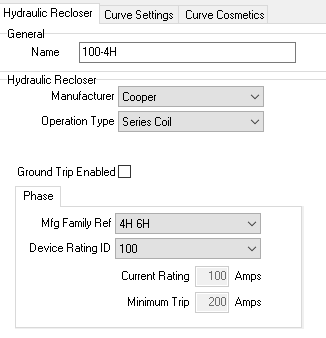 Hydraulic Recloser Curve Settings Curve Cosmetics
General
Name 100-4H
Hydraulic Recloser
Manufacturer Cooper
Operation Type Series Coil
Ground Trip Enabled
Phase
Mfg Family Ref 4H 6H
Device Rating ID 100
Current Rating 100 Amps
Minimum Trip 200 Amps